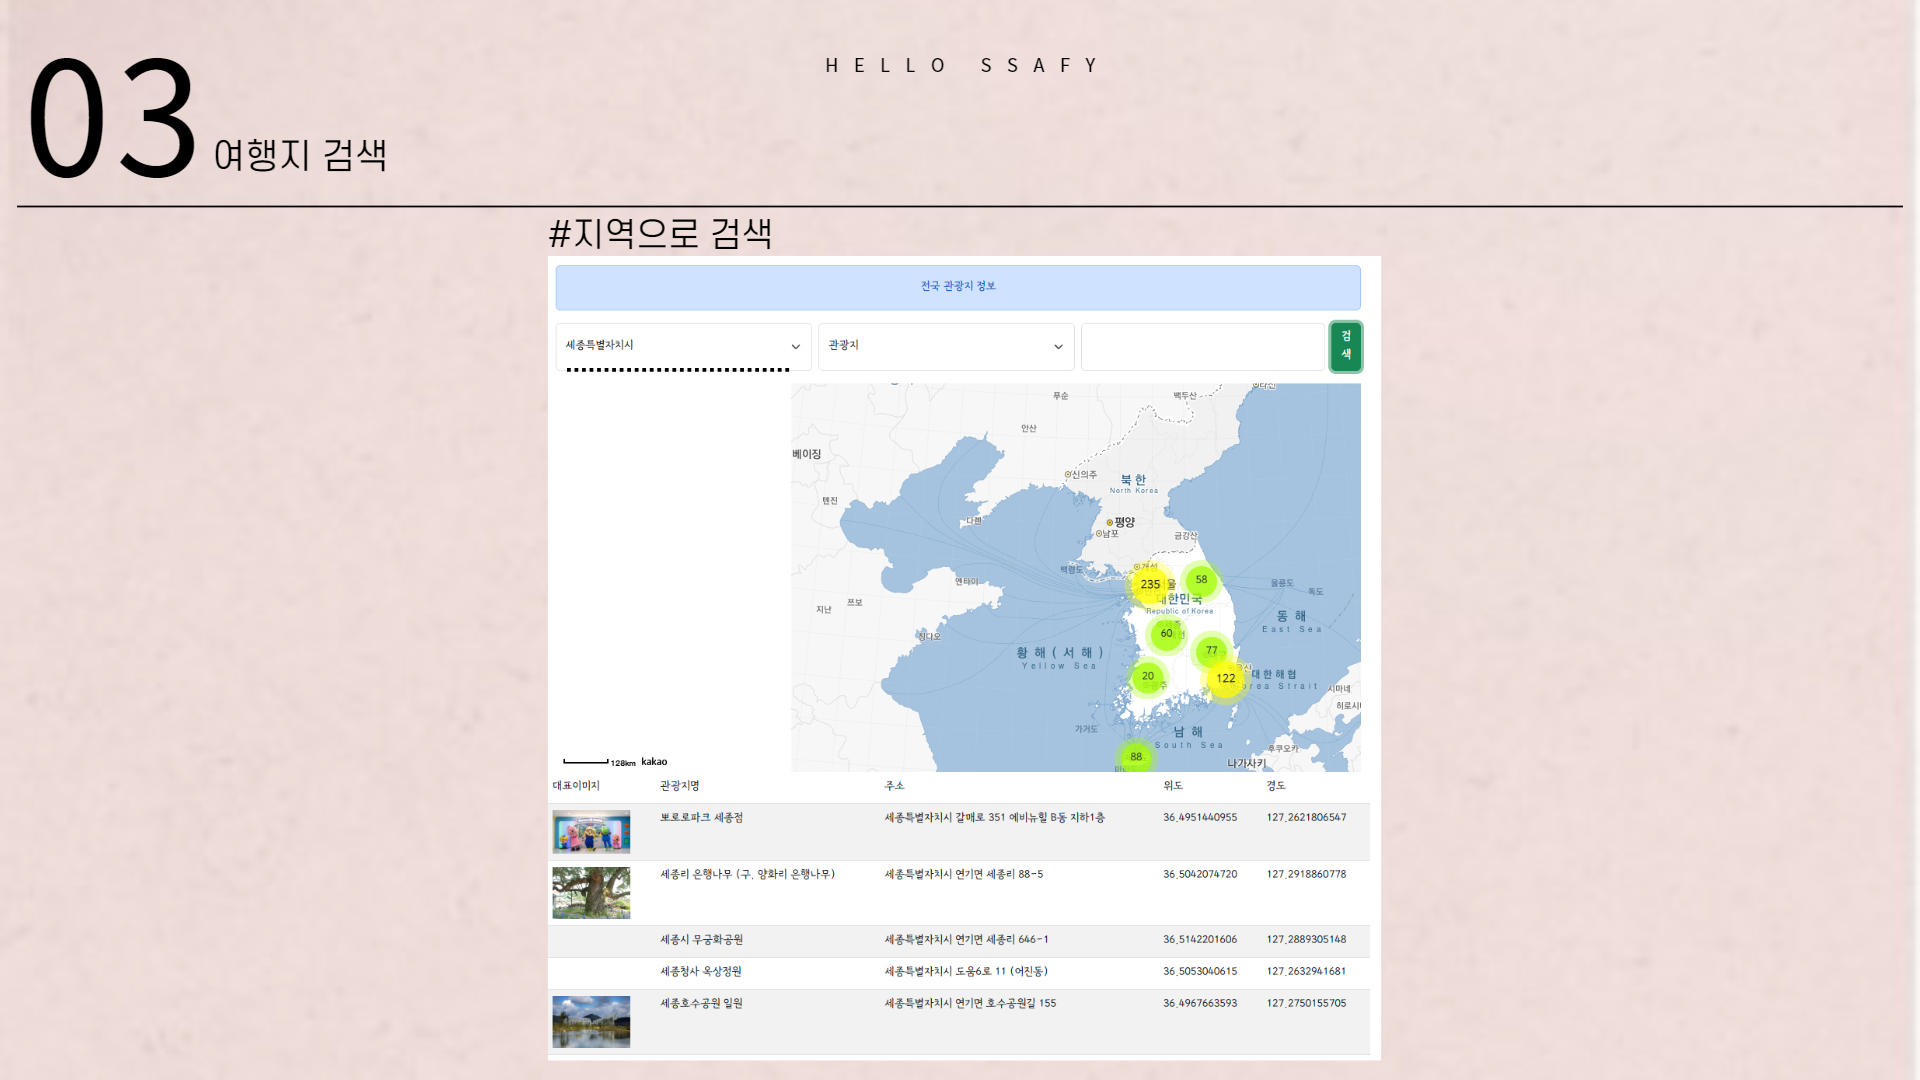 HELLO SSAFY
03 여행지 검색
#지역으로 검색
전국 관광지 정보
세종특별자치시
관광지
검색
푸순
백두산
안산
베이징
신의주
북한
North Korea
톈진
다롄
평양
남포
금강산
백령도
개성
옌타이
235
58
울릉도
독도
대한민국
Republic of Korea
지난
쯔보
동해
East Sea
60
칭다오
황해(서해)
Yellow Sea
77
20
122
대한해협
시마네
가거도
남해
South Sea
후쿠오카
88
나가사키
128km kakao
대표이미지 관광지명 주소 위도 경도
뽀로로파크 세종점 세종특별자치시 갈매로 351 에비뉴힐 B동 지하1층 36.4951440955 127.2621806547
세종리 은행나무 (구, 양화리 은행나무) 세종특별자치시 연기면 세종리 88-5 36.5042074720 127.2918860778
세종시 무궁화공원 세종특별자치시 연기면 세종리 646-1 36.5142201606 127.2889305148
세종청사 옥상정원 세종특별자치시 도움6로 11 (어진동) 36.5053040615 127.2632941681
세종호수공원 일원 세종특별자치시 연기면 호수공원길 155 36.4967663593 127.2750155705